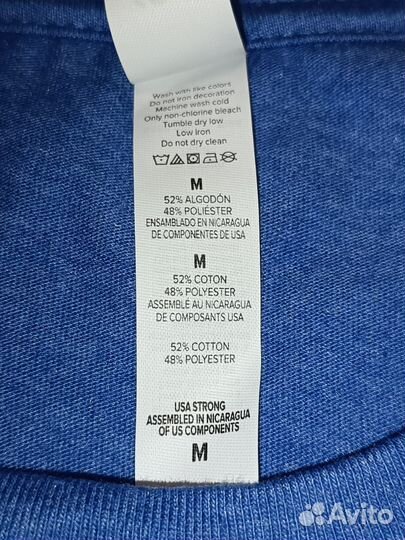 Wash with like colors
Do not iron decoration
Machine wash cold
Only non-chlorine bleach
Tumble dry low
Low iron
Do not dry clean
M
52% ALGODÓN
48% POLIÉSTER
ENSAMBLADO EN NICARAGUA
DE COMPONENTES DE USA
M
52% COTON
48% POLYESTER
ASSEMBLÉ AU NICARAGUA
DE COMPOSANTS USA
52% COTTON
48% POLYESTER
USA STRONG
ASSEMBLED IN NICARAGUA
OF US COMPONENTS
M
Avito